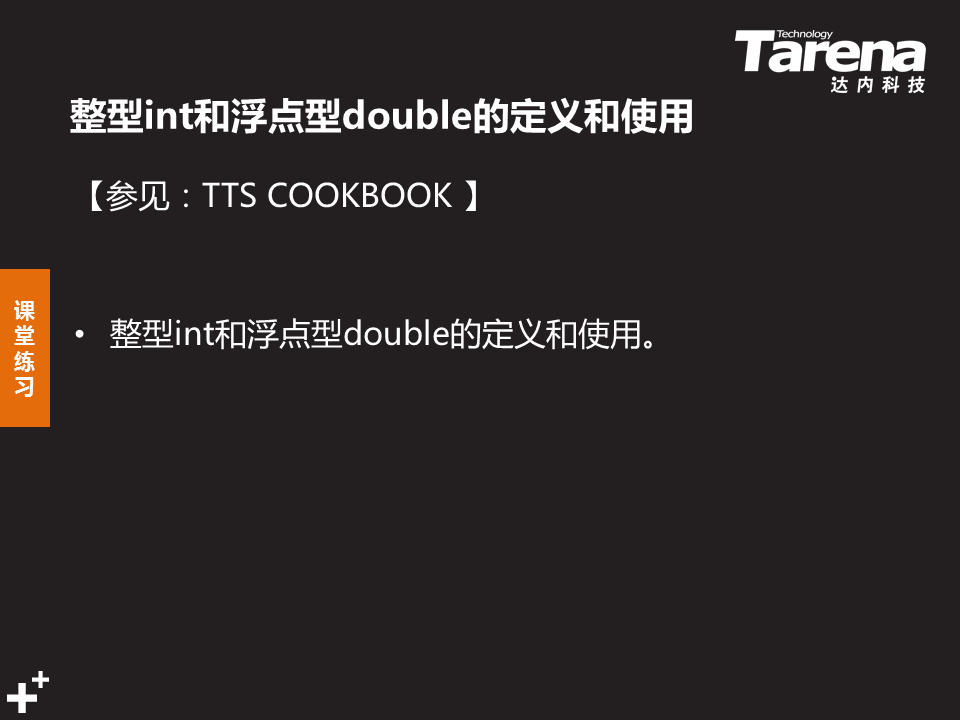 Technology
Tarena
达内科技
整型int和浮点型double的定义和使用
【参见：TTS COOKBOOK 】
课堂练习
• 整型int和浮点型double的定义和使用。